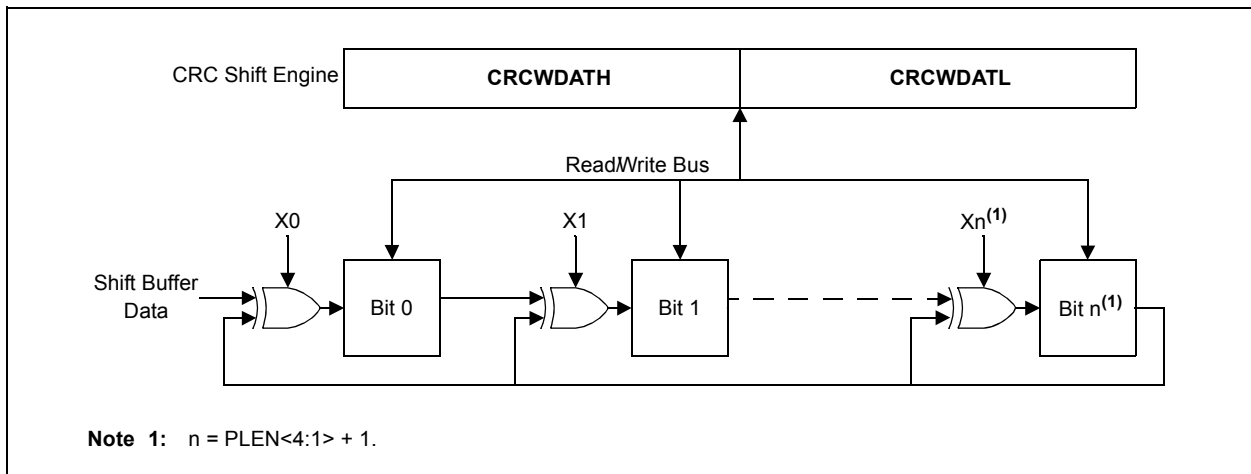 CRC Shift Engine
CRCWDATH
CRCWDATL
Read/Write Bus
X0
X1
Xn(1)
Shift Buffer
Data
Bit 0
Bit 1
Bit n(1)
Note 1: n = PLEN<4:1> + 1.